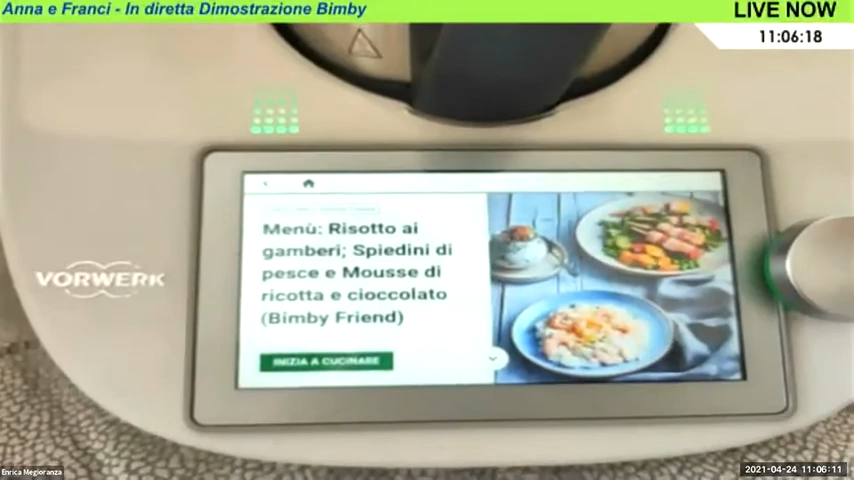 Anna e Franci - In diretta Dimostrazione Bimby
LIVE NOW
11:06:18
VORWERK
Menù: Risotto ai
gamberi; Spiedini di
pesce e Mousse di
ricotta e cioccolato
(Bimby Friend)
INIZIA A CUCINARE
Enrica Megioranza
2021-04-24 11:06:11